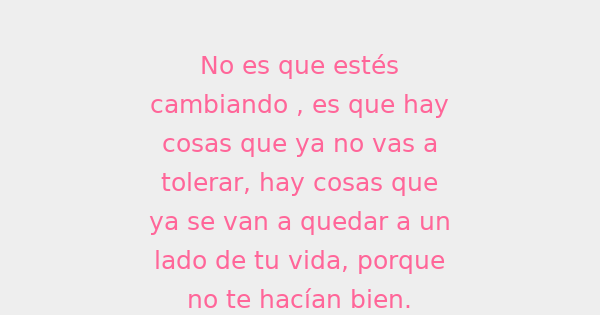 No es que estés
cambiando , es que hay
cosas que ya no vas a
tolerar, hay cosas que
ya se van a quedar a un
lado de tu vida, porque
no te hacían bien.